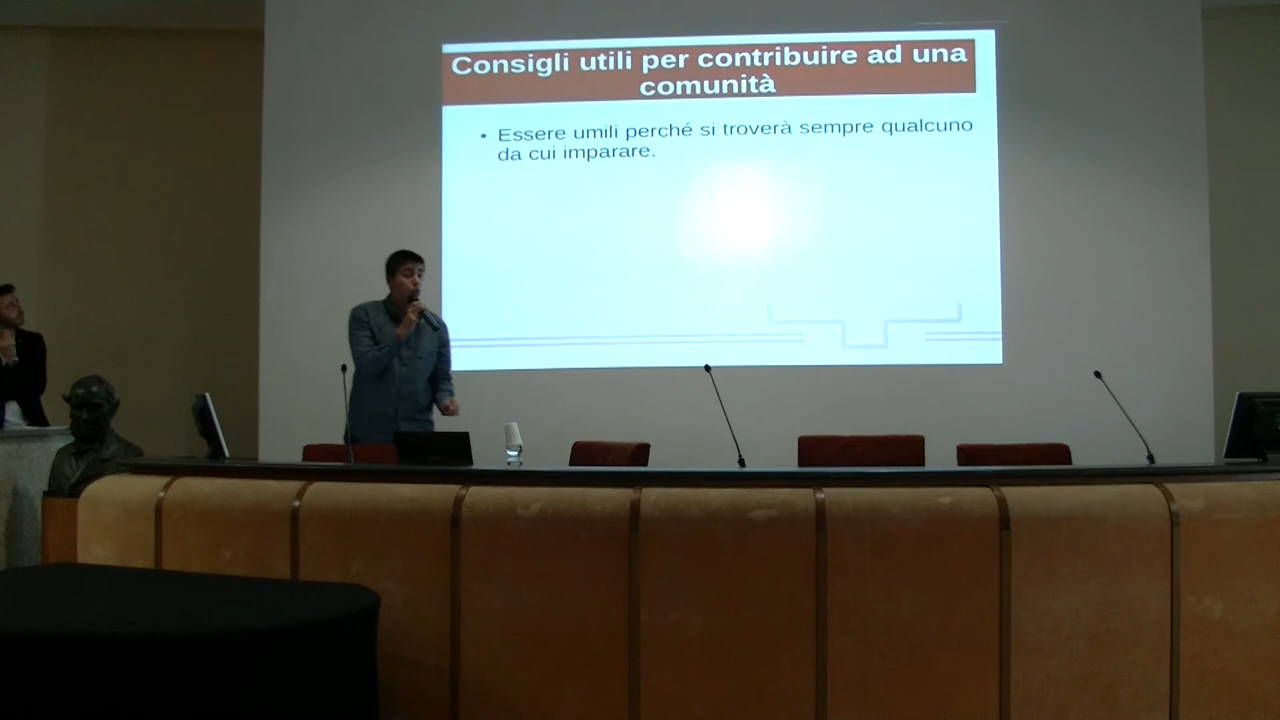 Consigli utili per contribuire ad una
comunità
• Essere umili perché si troverà sempre qualcuno
da cui imparare.